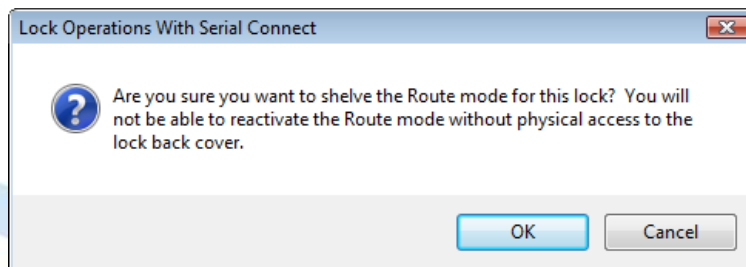 Lock Operations With Serial Connect
Are you sure you want to shelve the Route mode for this lock?  You will
not be able to reactivate the Route mode without physical access to the
lock back cover.
OK
Cancel